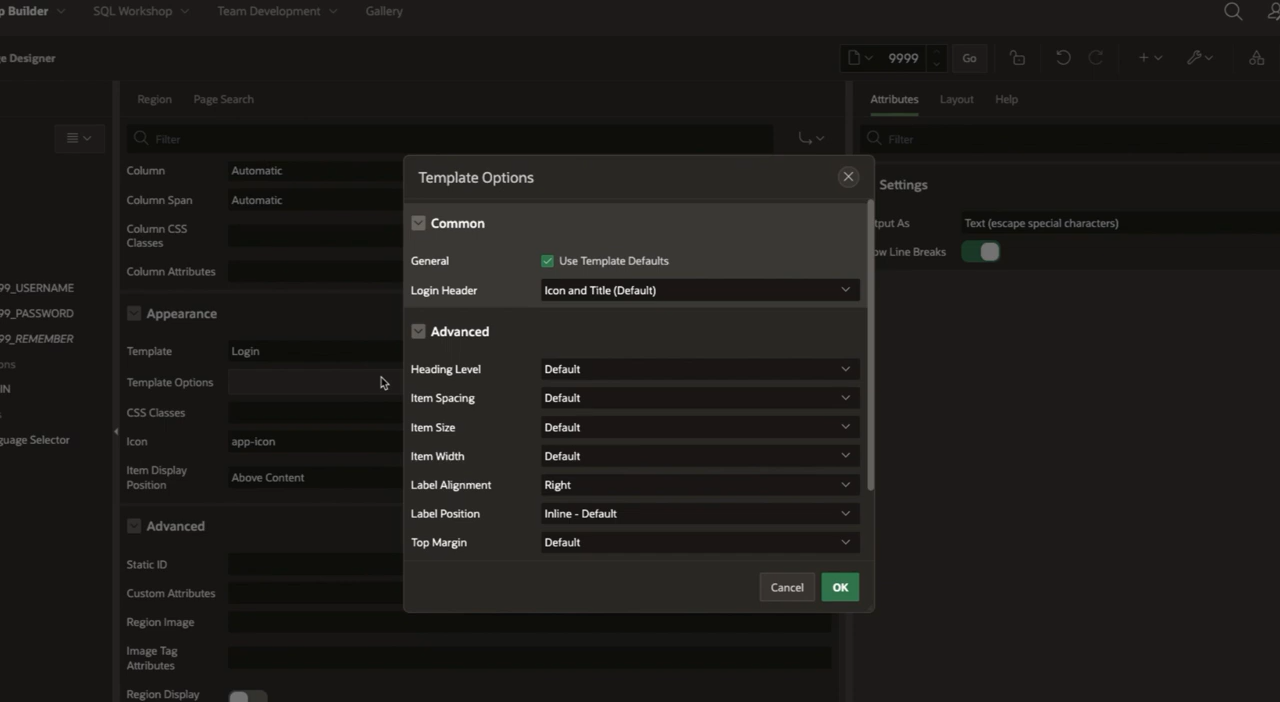 p Builder
SQL Workshop
Team Development
Gallery
ge Designer
9999
Go
Region
Page Search
Attributes
Layout
Help
Filter
Filter
Column
Automatic
Column Span
Automatic
Column CSS
Classes
Column Attributes
99_USERNAME
99_PASSWORD
99_REMEMBER
ons
IN
s
guage Selector
Appearance
Template
Login
Template Options
CSS Classes
Icon
app-icon
Item Display
Position
Above Content
Advanced
Static ID
Custom Attributes
Region Image
Image Tag
Attributes
Region Display
Template Options
Common
General
Use Template Defaults
Login Header
Icon and Title (Default)
Advanced
Heading Level
Default
Item Spacing
Default
Item Size
Default
Item Width
Default
Label Alignment
Right
Label Position
Inline - Default
Top Margin
Default
Cancel
OK
Settings
tput As
Text (escape special characters)
ow Line Breaks